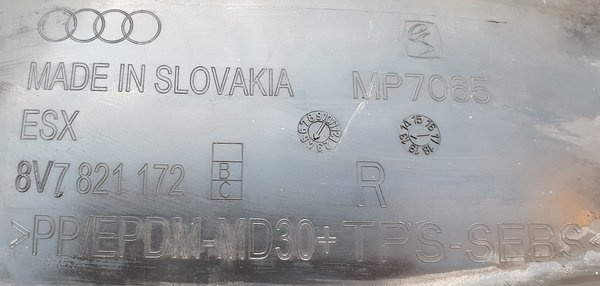 MADE IN SLOVAKIA MP7065
ESX
8V7 821 172 B C R
>PP/EPDM-MD30+TPS-SEBS<